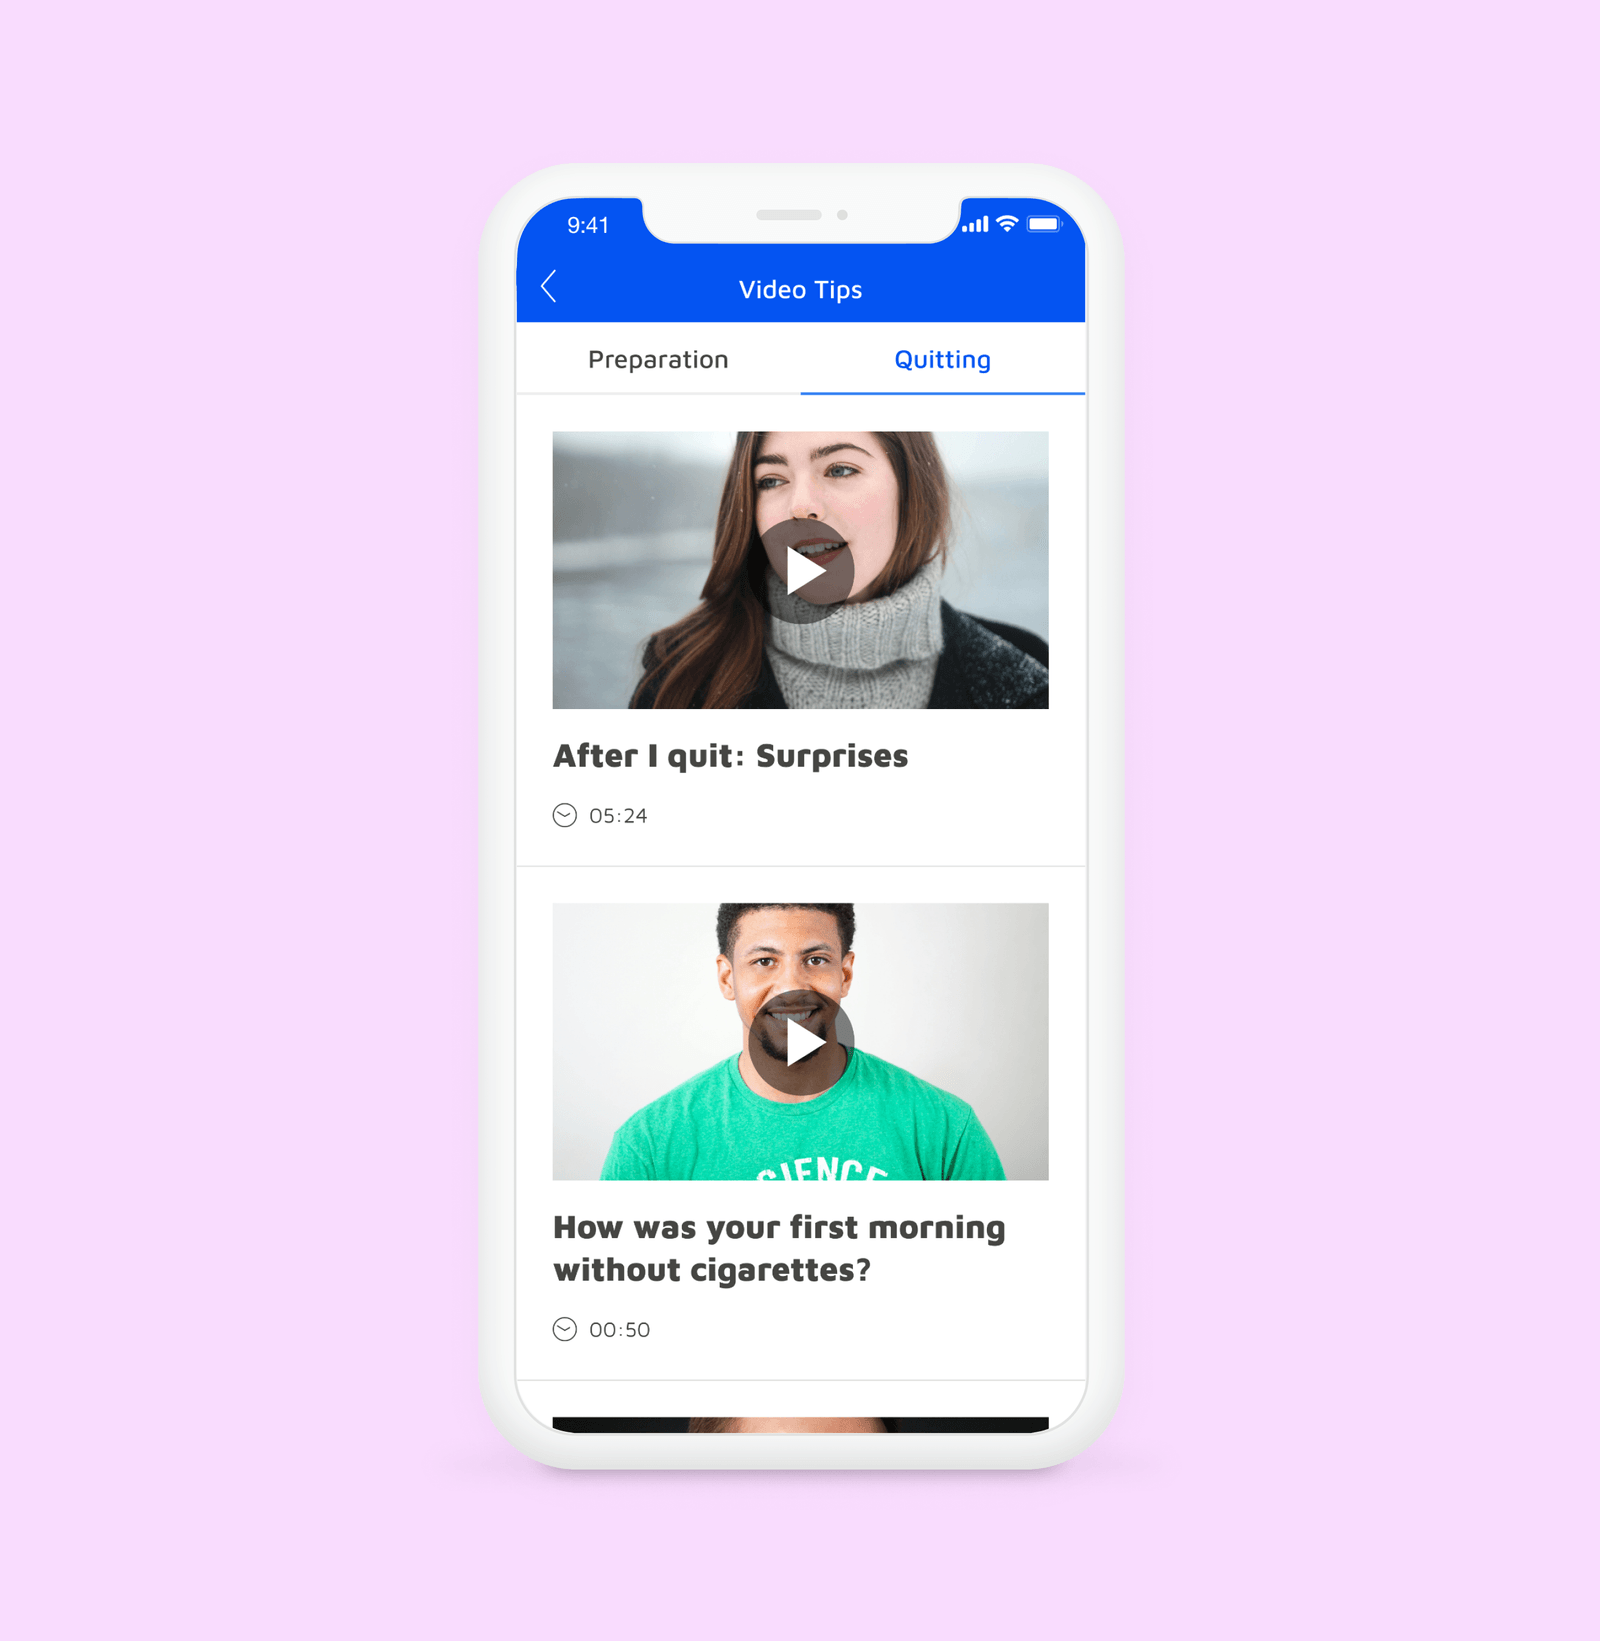 9:41
Video Tips
Preparation
Quitting
After I quit: Surprises
05:24
How was your first morning
without cigarettes?
00:50